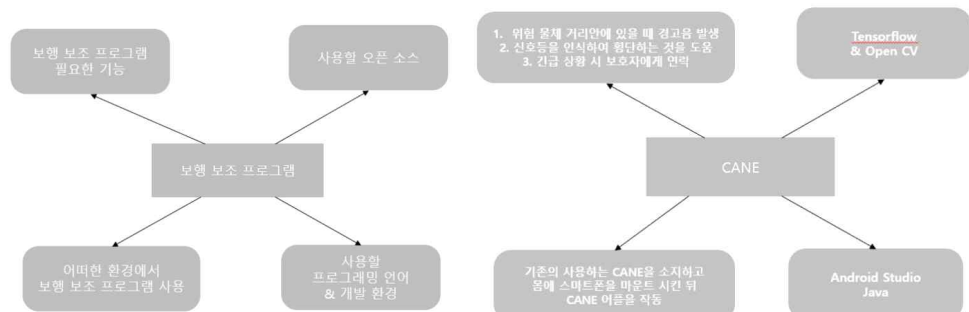 보행 보조 프로그램
필요한 기능
사용할 오픈 소스
보행 보조 프로그램
어떠한 환경에서
보행 보조 프로그램 사용
사용할
프로그래밍 언어
& 개발 환경
1. 위험 물체 거리안에 있을 때 경고음 발생
2. 신호등을 인식하여 횡단하는 것을 도움
3. 긴급 상황 시 보호자에게 연락
Tensorflow
& Open CV
CANE
기존의 사용하는 CANE을 소지하고
몸에 스마트폰을 마운트 시킨 뒤
CANE 어플을 작동
Android Studio
Java